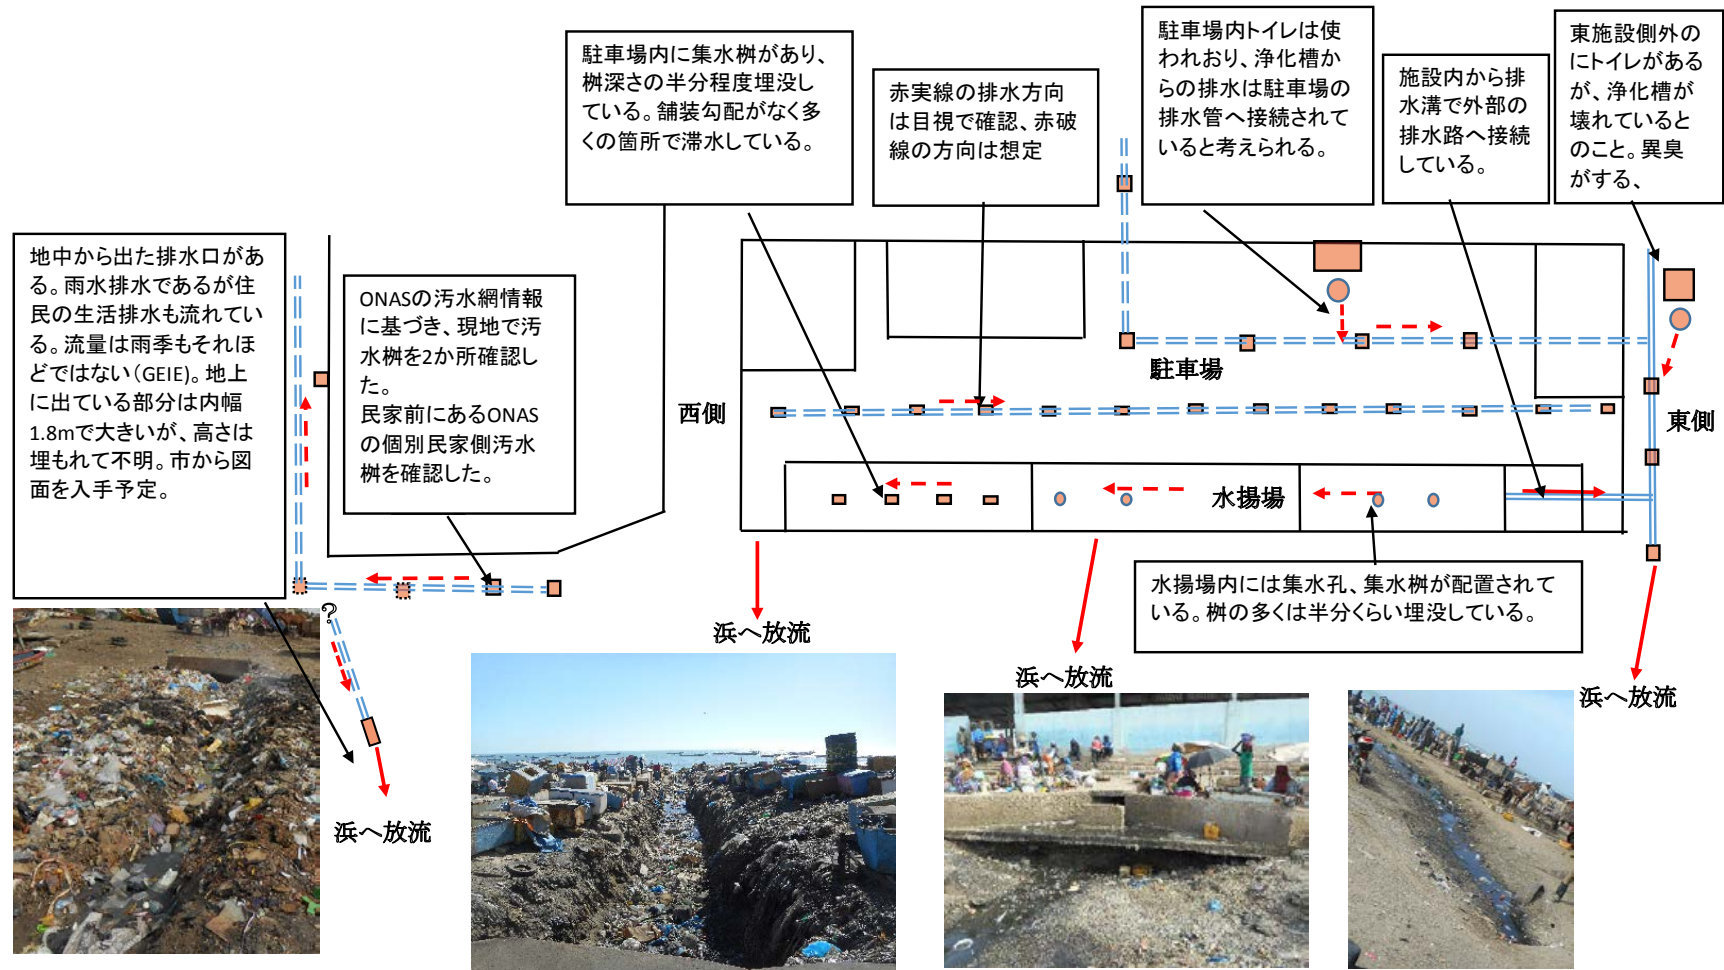 駐車場内に集水桝があり、
桝深さの半分程度埋没し
ている。舗装勾配がなく多
くの箇所で滞水している。
赤実線の排水方向
は目視で確認、赤破
線の方向は想定
駐車場内トイレは使
われおり、浄化槽か
らの排水は駐車場の
排水管へ接続されて
いると考えられる。
施設内から排
水溝で外部の
排水路へ接続
している。
東施設側外の
にトイレがある
が、浄化槽が
壊れていると
のこと。異臭
がする、
地中から出た排水口があ
る。雨水排水であるが住
民の生活排水も流れてい
る。流量は雨季もそれほ
どではない(GEIE)。地上
に出ている部分は内幅
1.8mで大きいが、高さは
埋もれて不明。市から図
面を入手予定。
ONASの汚水網情報
に基づき、現地で汚
水桝を2か所確認し
た。
民家前にあるONAS
の個別民家側汚水
桝を確認した。
駐車場
西側
東側
水揚場
水揚場内には集水孔、集水桝が配置されて
いる。桝の多くは半分くらい埋没している。
?
浜へ放流
浜へ放流
浜へ放流
浜へ放流